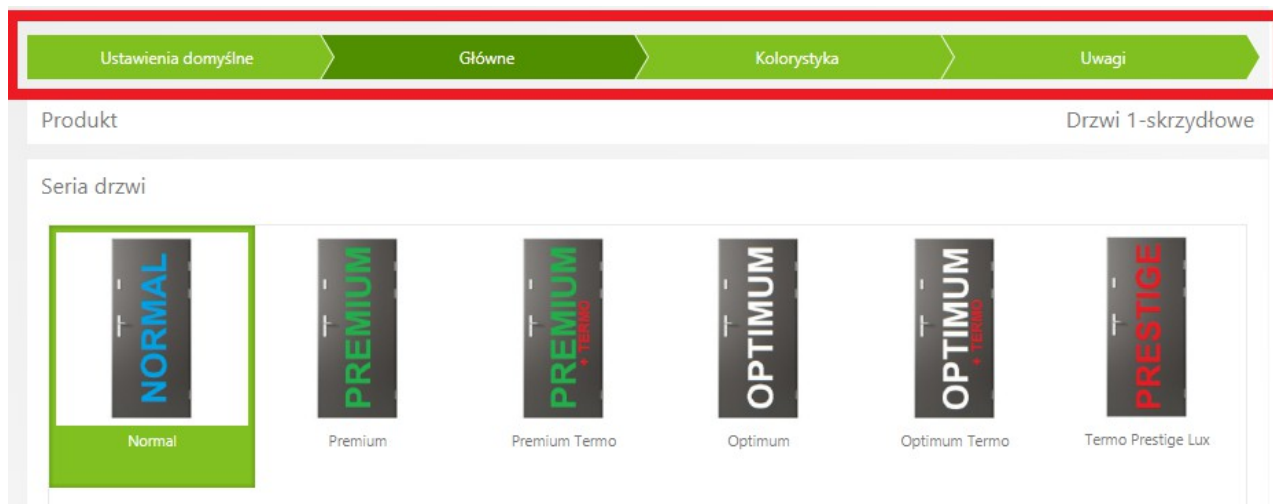 Ustawienia domyślne Główne Kolorystyka Uwagi
Produkt Drzwi 1-skrzydłowe
Seria drzwi
NORMAL PREMIUM PREMIUM + TERMO OPTIMUM OPTIMUM + TERMO PRESTIGE
Normal Premium Premium Termo Optimum Optimum Termo Termo Prestige Lux